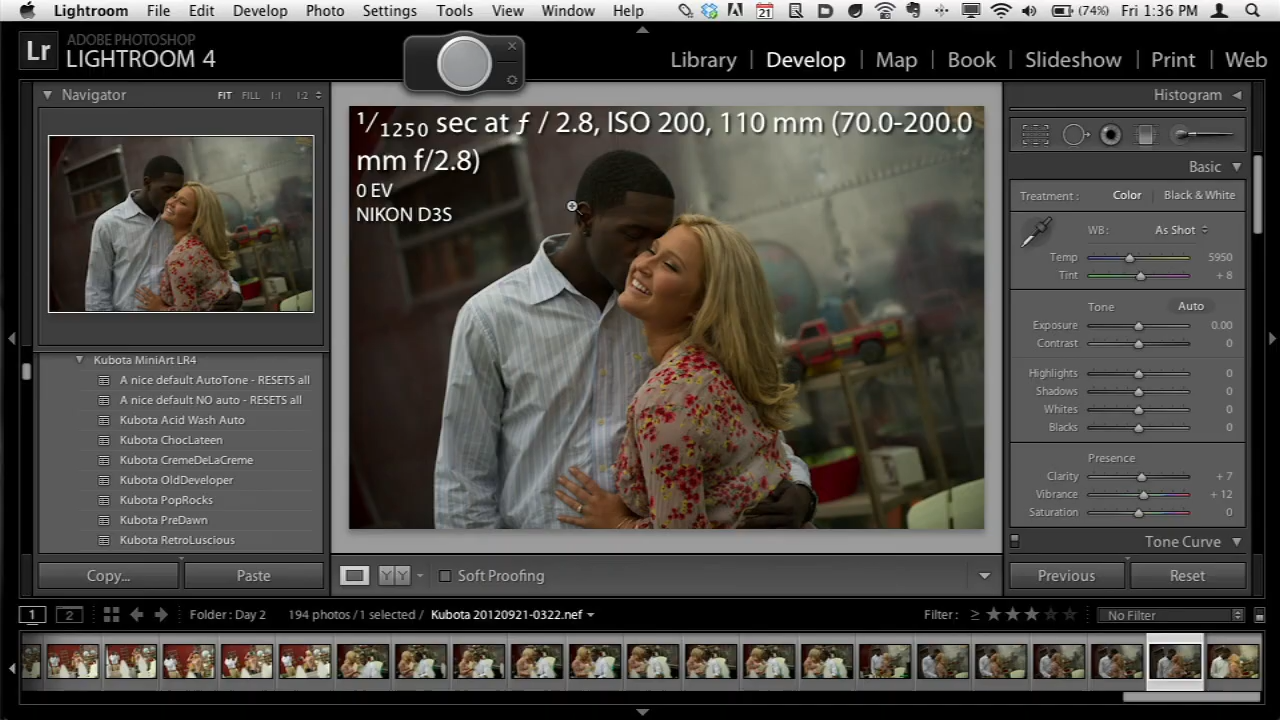 Lightroom File Edit Develop Photo Settings Tools View Window Help 21 (74%) Fri 1:36 PM
Lr ADOBE PHOTOSHOP
LIGHTROOM 4
Library | Develop | Map | Book | Slideshow | Print | Web
Navigator FIT FILL 1:1 1:2
Histogram
1/1250 sec at ƒ / 2.8, ISO 200, 110 mm (70.0-200.0
mm f/2.8)
0 EV
NIKON D3S
Basic
Treatment : Color | Black & White
WB: As Shot
Temp 5950
Tint + 8
Tone Auto
Exposure 0.00
Contrast 0
Highlights 0
Shadows 0
Whites 0
Blacks 0
Presence
Clarity + 7
Vibrance + 12
Saturation 0
Tone Curve
Kubota MiniArt LR4
A nice default AutoTone - RESETS all
A nice default NO auto - RESETS all
Kubota Acid Wash Auto
Kubota ChocLateen
Kubota CremeDeLaCreme
Kubota OldDeveloper
Kubota PopRocks
Kubota PreDawn
Kubota RetroLuscious
Copy... Paste
YY Soft Proofing
Previous Reset
1 2 Folder : Day 2 194 photos / 1 selected / Kubota 20120921-0322.nef
Filter : ≥ ★★★★★ No Filter